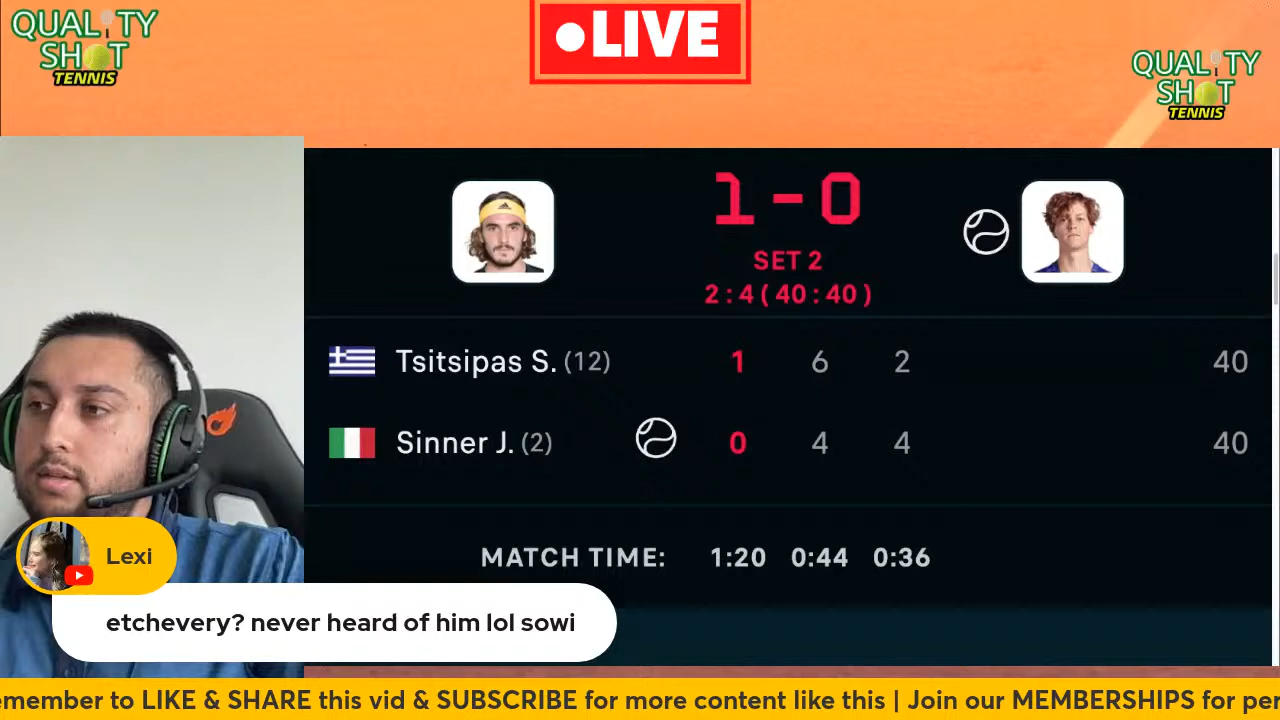 QUALITY
SHOT
TENNIS
LIVE
QUALITY
SHOT
TENNIS
1-0
SET 2
2:4(40:40)
Tsitsipas S. (12) 1 6 2 40
Sinner J. (2) 0 4 4 40
MATCH TIME: 1:20 0:44 0:36
Lexi
etchevery? never heard of him lol sowi
emember to LIKE & SHARE this vid & SUBSCRIBE for more content like this | Join our MEMBERSHIPS for per